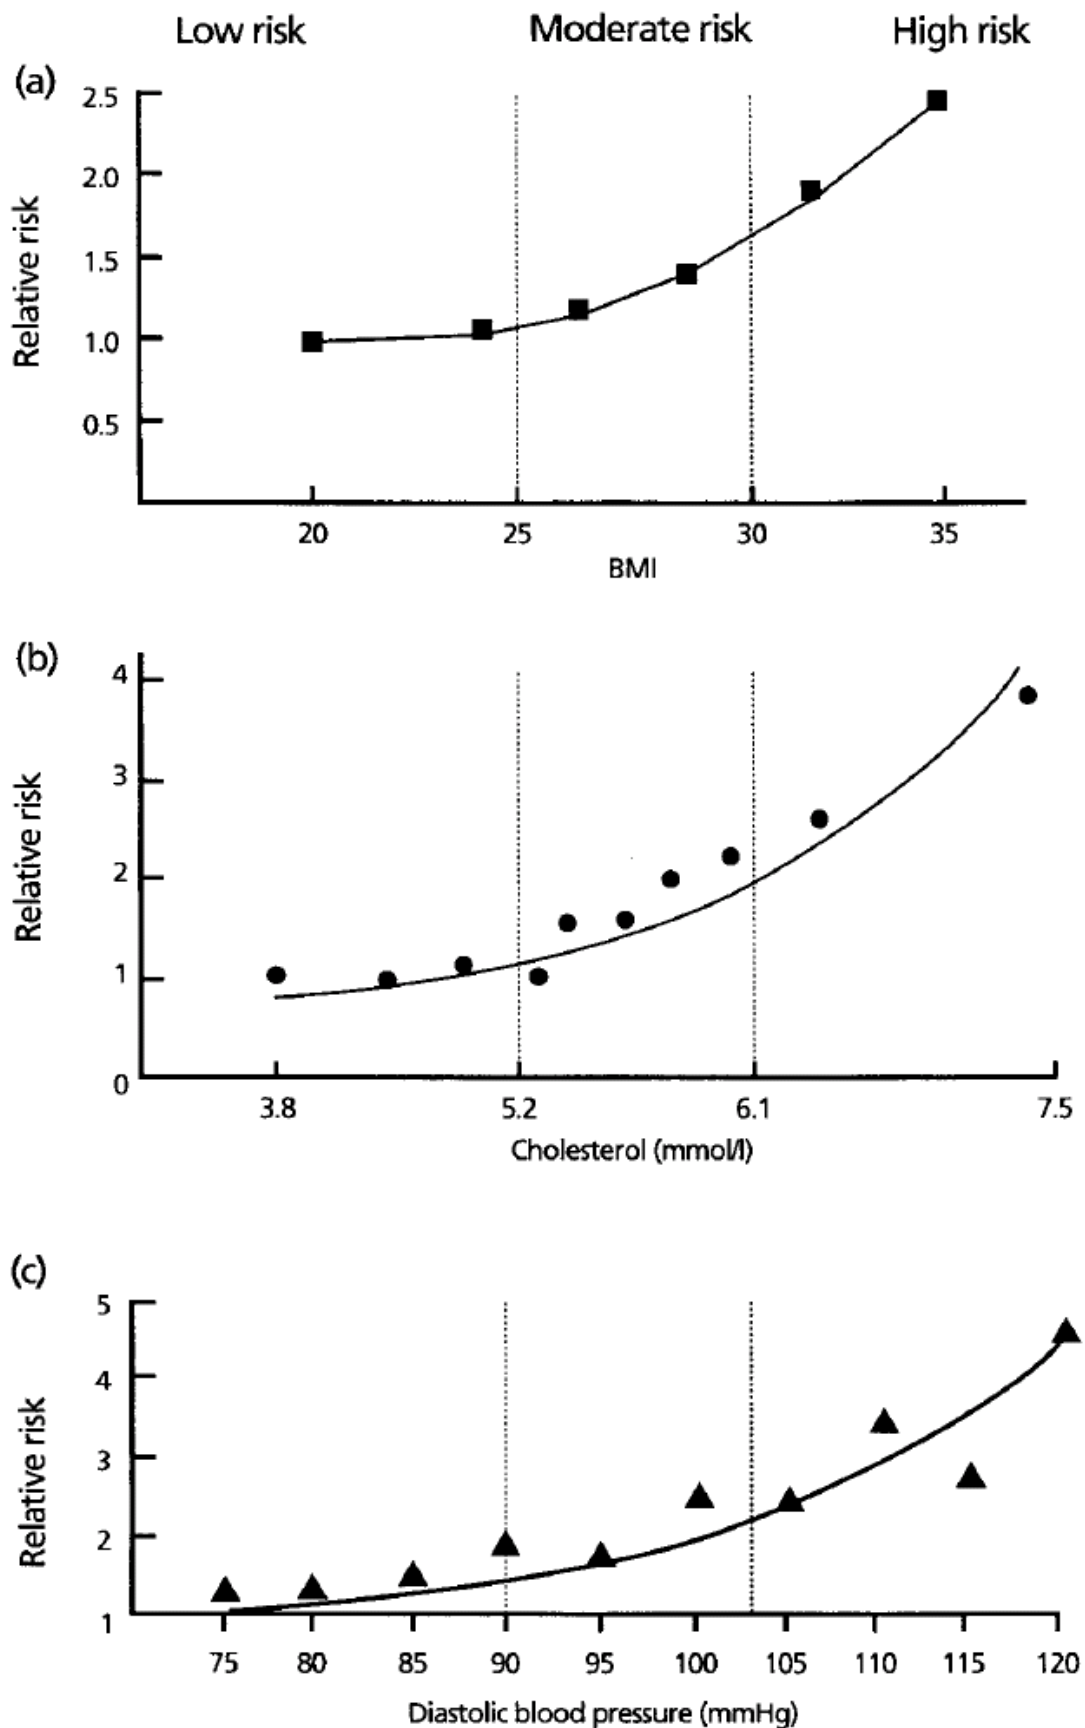 Low risk Moderate risk High risk
(a)
2.5
2.0
1.5
1.0
0.5
Relative risk
20 25 30 35
BMI
(b)
4
3
2
1
0
Relative risk
3.8 5.2 6.1 7.5
Cholesterol (mmol/l)
(c)
5
4
3
2
1
Relative risk
75 80 85 90 95 100 105 110 115 120
Diastolic blood pressure (mmHg)